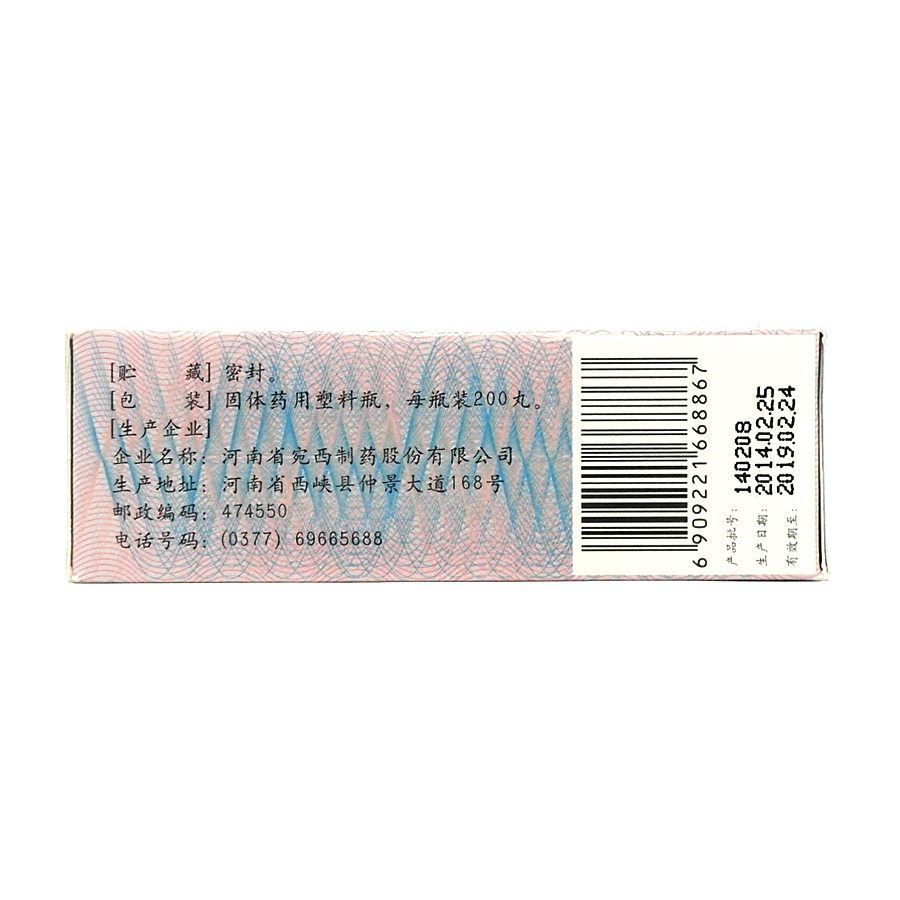 [贮 藏] 密封。
[包 装] 固体药用塑料瓶，每瓶装200丸。
[生产企业]
企业名称：河南省宛西制药股份有限公司
生产地址：河南省西峡县仲景大道168号
邮政编码：474550
电话号码：(0377) 69665688
6909221668867
产品批号：140208
生产日期：2014.02.25
有效期至：2019.02.24